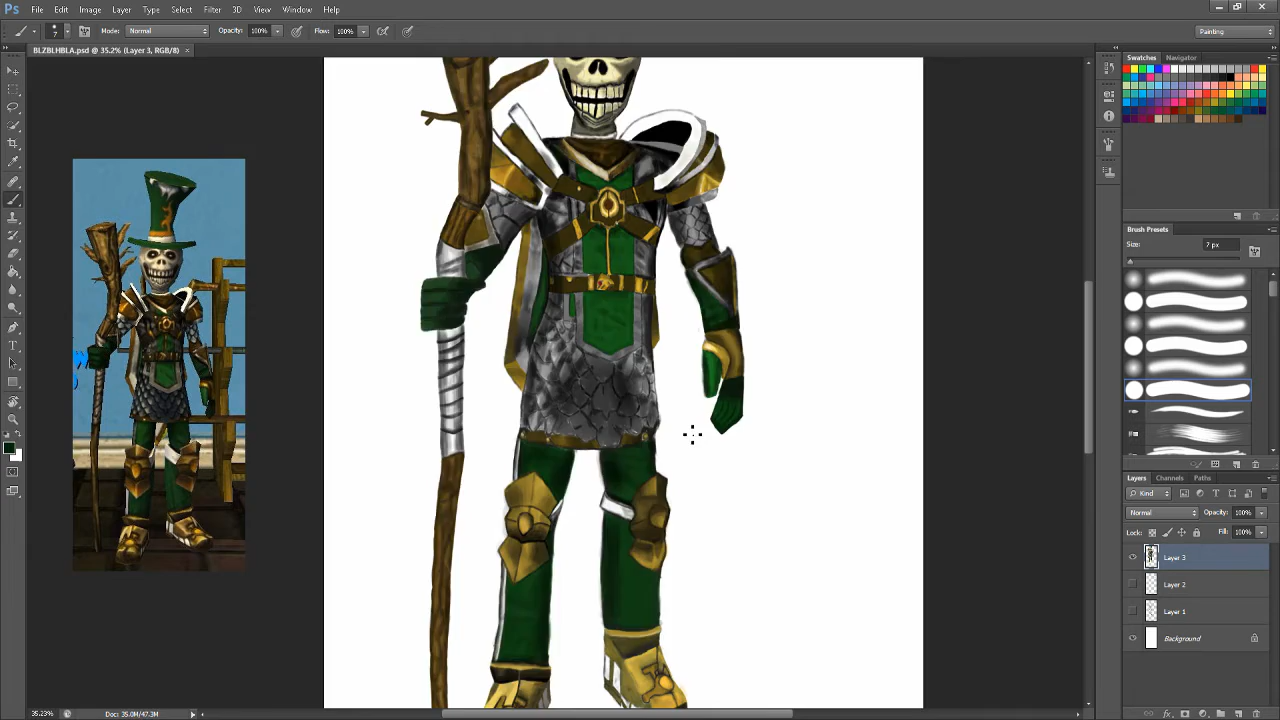 Ps File Edit Image Layer Type Select Filter 3D View Window Help
7 Mode: Normal Opacity: 100% Flow: 100% Painting
BLZBLHBLA.psd @ 35.2% (Layer 3, RGB/8) ×
Swatches Navigator
Brush Presets
Size: 7 px
Layers Channels Paths
Kind
Normal Opacity: 100%
Lock: Fill: 100%
Layer 3
Layer 2
Layer 1
Background
35.23% Doc: 35.0M/47.3M